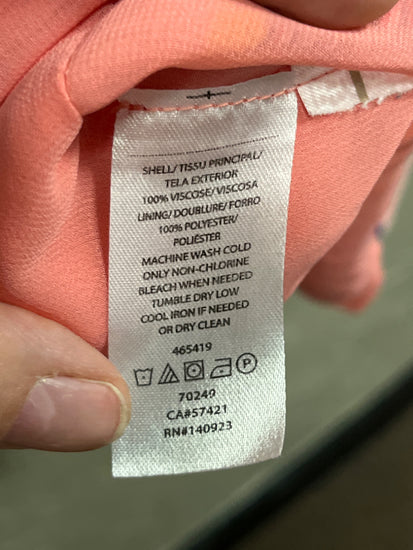 SHELL/ TISSU PRINCIPAL/
TELA EXTERIOR
100% VISCOSE/ VISCOSA
LINING/ DOUBLURE/ FORRO
100% POLYESTER/
POLIÉSTER
MACHINE WASH COLD
ONLY NON-CHLORINE
BLEACH WHEN NEEDED
TUMBLE DRY LOW
COOL IRON IF NEEDED
OR DRY CLEAN
465419
P
70249
CA#57421
RN#140923